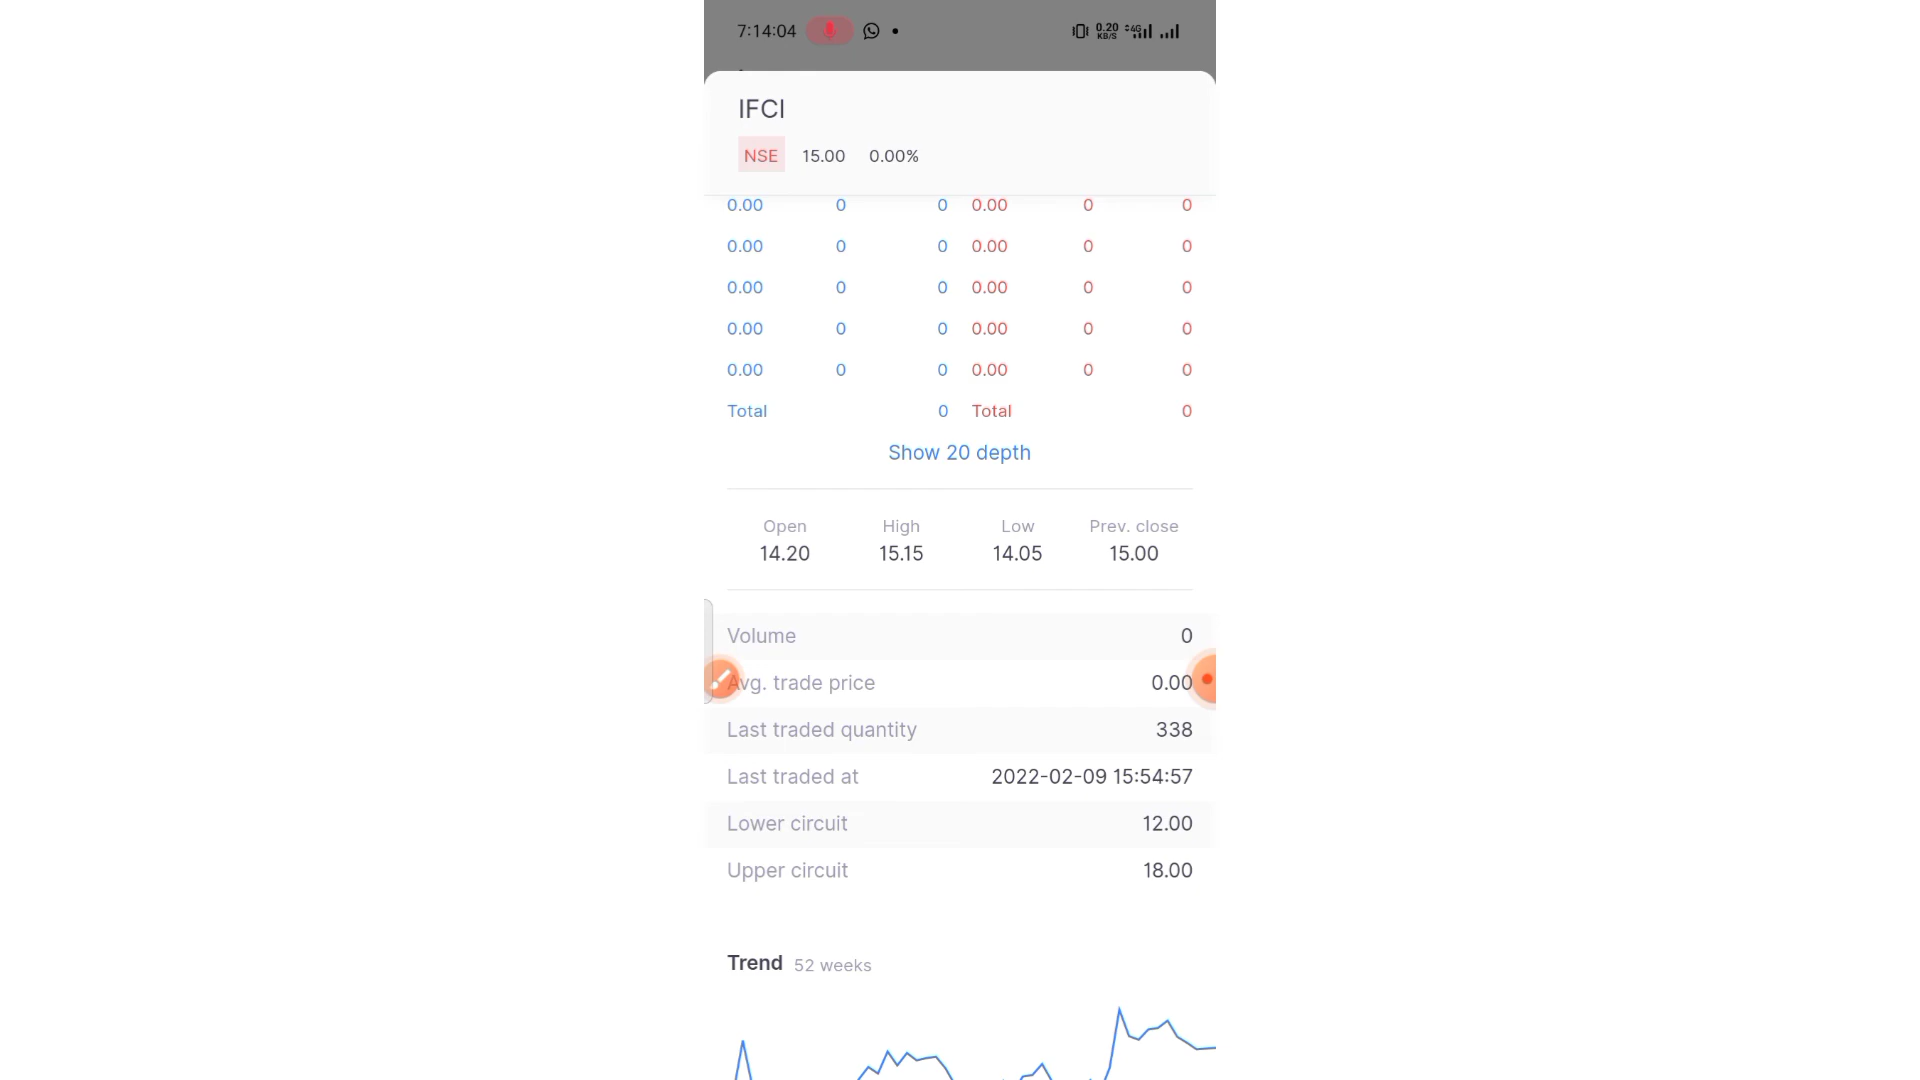 7:14:04 0.20 KB/S 4G
IFCI
NSE 15.00 0.00%
0.00 0 0 0.00 0 0
0.00 0 0 0.00 0 0
0.00 0 0 0.00 0 0
0.00 0 0 0.00 0 0
0.00 0 0 0.00 0 0
Total 0 Total 0
Show 20 depth
Open High Low Prev. close
14.20 15.15 14.05 15.00
Volume 0
Avg. trade price 0.00
Last traded quantity 338
Last traded at 2022-02-09 15:54:57
Lower circuit 12.00
Upper circuit 18.00
Trend 52 weeks